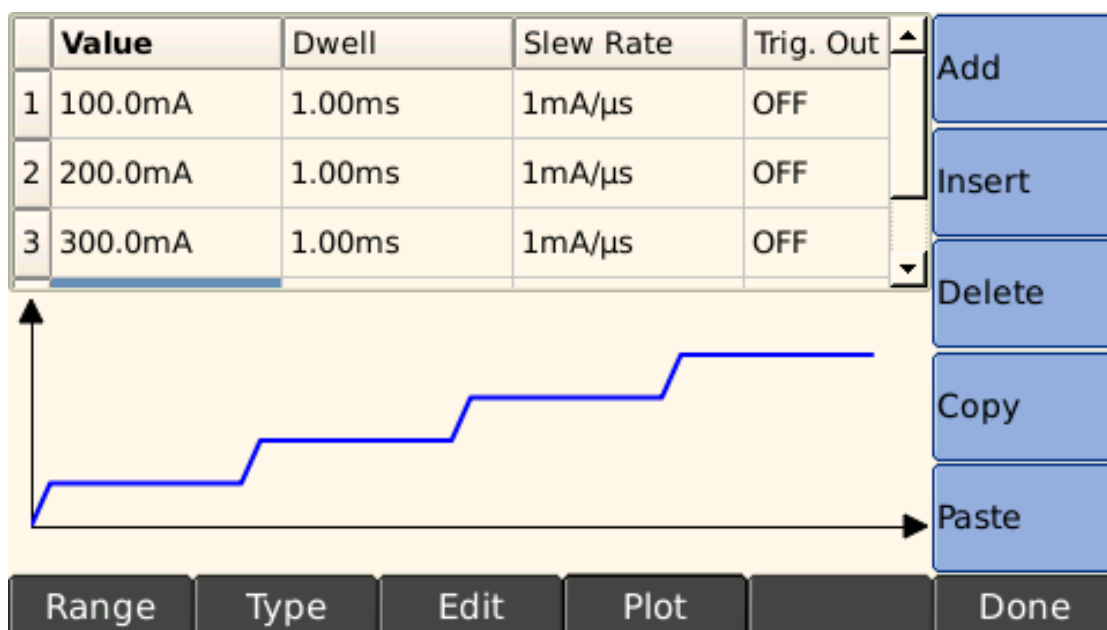 Value Dwell Slew Rate Trig. Out
1 100.0mA 1.00ms 1mA/µs OFF
2 200.0mA 1.00ms 1mA/µs OFF
3 300.0mA 1.00ms 1mA/µs OFF
Add
Insert
Delete
Copy
Paste
Range Type Edit Plot Done